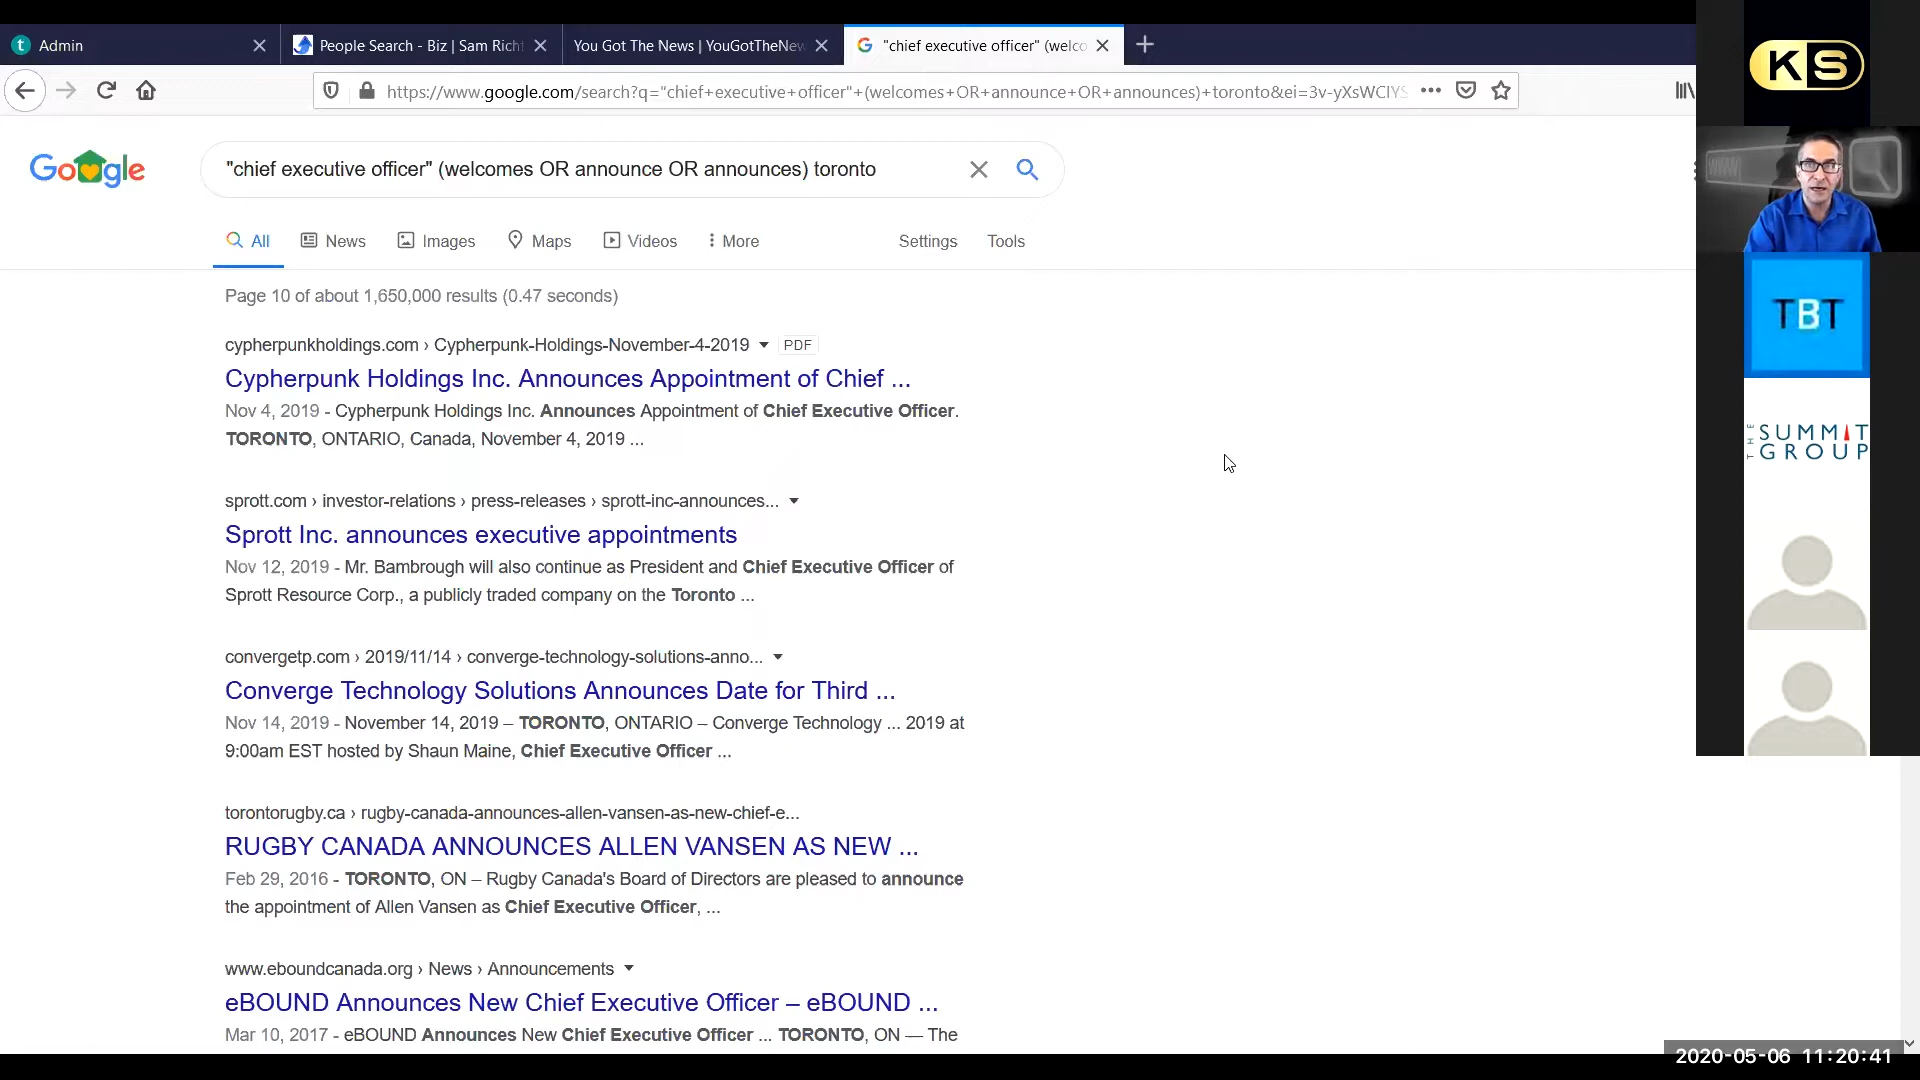 Admin
People Search - Biz | Sam Rich
You Got The News | YouGotTheNew
"chief executive officer" (welco
https://www.google.com/search?q="chief+executive+officer"+(welcomes+OR+announce+OR+announces)+toronto&ei=3v-yXsWCIYS
KS
Google
"chief executive officer" (welcomes OR announce OR announces) toronto
All
News
Images
Maps
Videos
More
Settings
Tools
Page 10 of about 1,650,000 results (0.47 seconds)
cypherpunkholdings.com › Cypherpunk-Holdings-November-4-2019 PDF
Cypherpunk Holdings Inc. Announces Appointment of Chief ...
Nov 4, 2019 - Cypherpunk Holdings Inc. Announces Appointment of Chief Executive Officer.
TORONTO, ONTARIO, Canada, November 4, 2019 ...
sprott.com › investor-relations › press-releases › sprott-inc-announces...
Sprott Inc. announces executive appointments
Nov 12, 2019 - Mr. Bambrough will also continue as President and Chief Executive Officer of
Sprott Resource Corp., a publicly traded company on the Toronto ...
convergetp.com › 2019/11/14 › converge-technology-solutions-anno...
Converge Technology Solutions Announces Date for Third ...
Nov 14, 2019 - November 14, 2019 – TORONTO, ONTARIO – Converge Technology ... 2019 at
9:00am EST hosted by Shaun Maine, Chief Executive Officer ...
torontorugby.ca › rugby-canada-announces-allen-vansen-as-new-chief-e...
RUGBY CANADA ANNOUNCES ALLEN VANSEN AS NEW ...
Feb 29, 2016 - TORONTO, ON – Rugby Canada's Board of Directors are pleased to announce
the appointment of Allen Vansen as Chief Executive Officer, ...
www.eboundcanada.org › News › Announcements
eBOUND Announces New Chief Executive Officer – eBOUND ...
Mar 10, 2017 - eBOUND Announces New Chief Executive Officer ... TORONTO, ON — The
TBT
THE SUMMIT
GROUP
2020-05-06 11:20:41